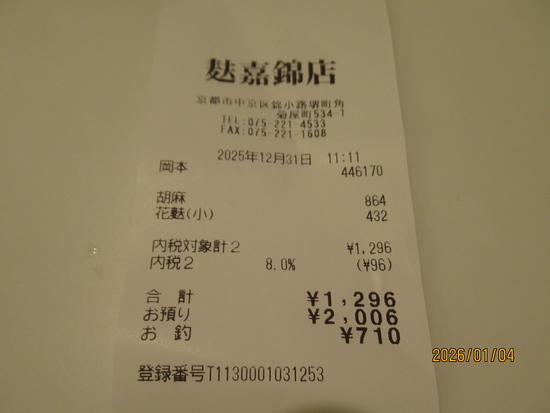 麩嘉錦店
京都市中京区錦小路堺町角
菊屋町534-1
TEL:075-221-4533
FAX:075-221-1608
2025年12月31日 11:11
岡本 446170
胡麻 864
花麩(小) 432
内税対象計2 ¥1,296
内税2 8.0% (¥96)
合 計 ¥1,296
お預り ¥2,006
お 釣 ¥710
登録番号T1130001031253
2026/01/04